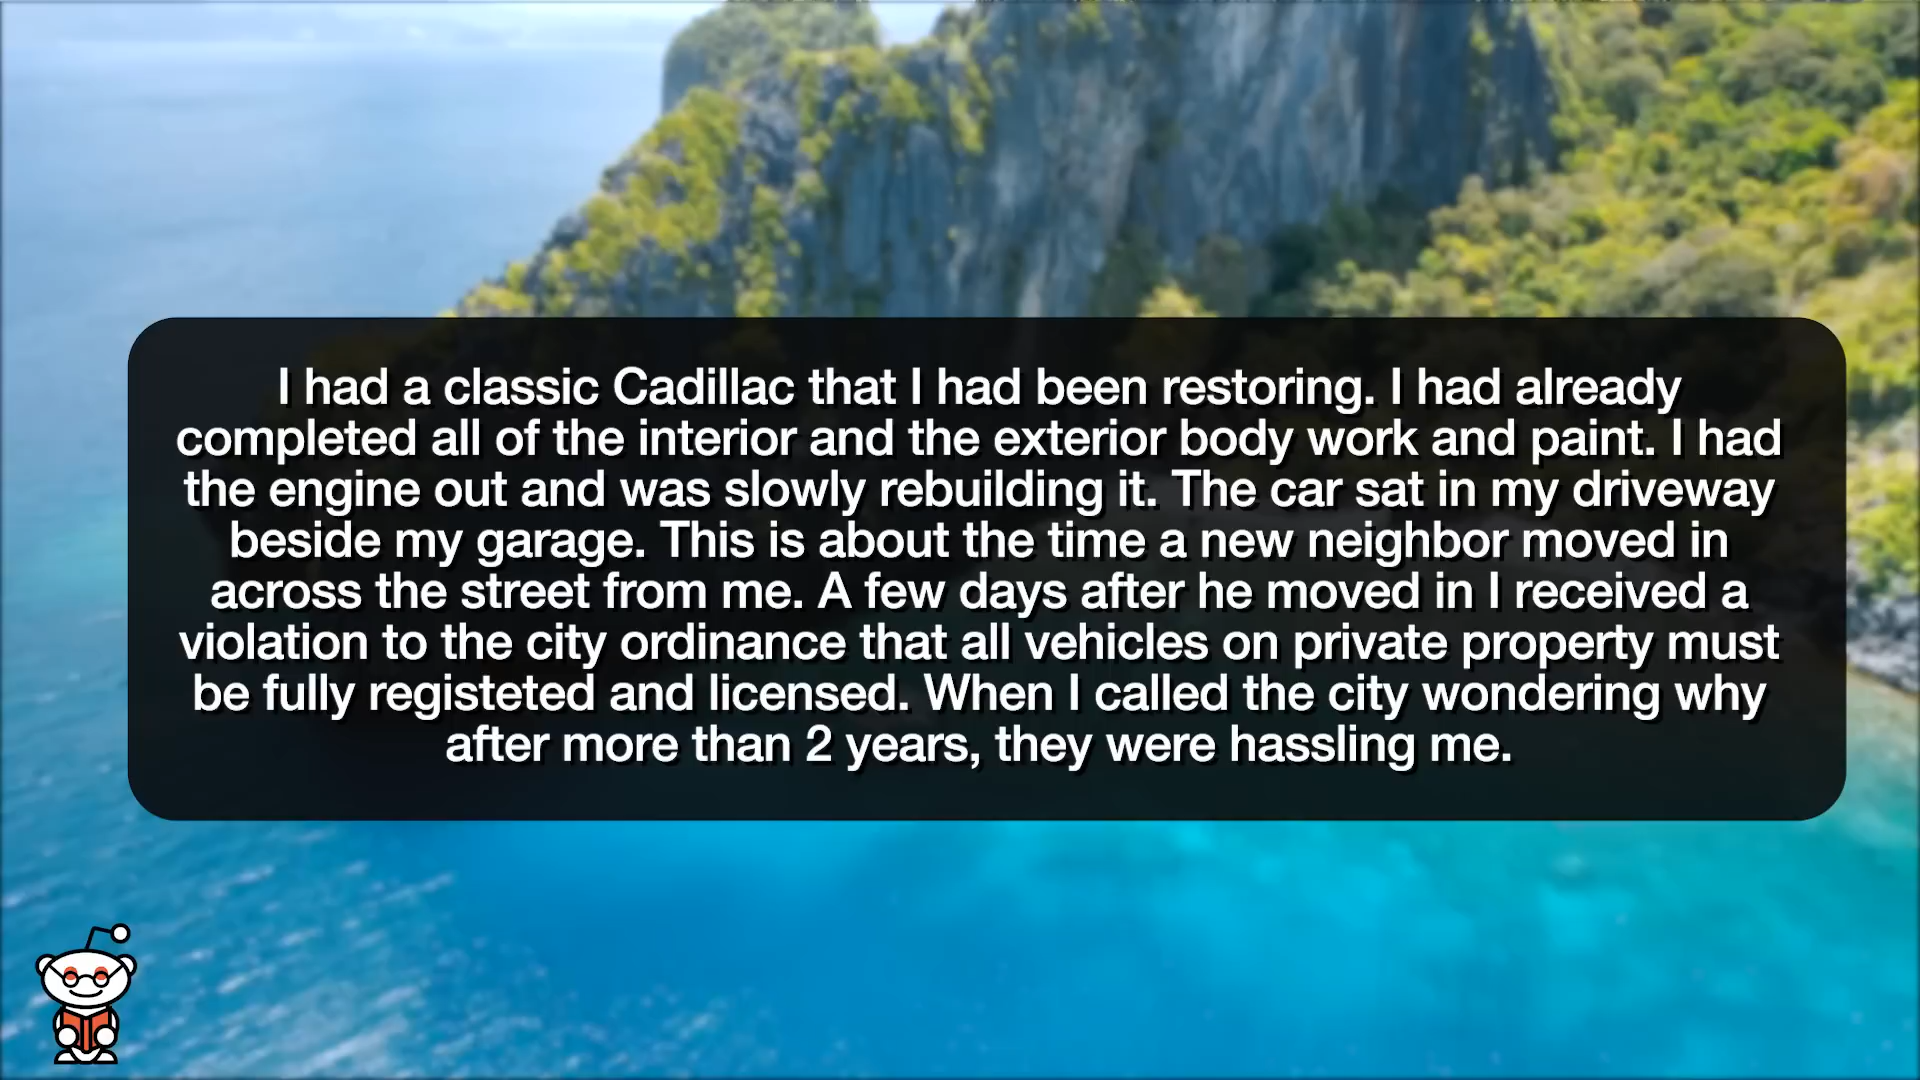 I had a classic Cadillac that I had been restoring. I had already
completed all of the interior and the exterior body work and paint. I had
the engine out and was slowly rebuilding it. The car sat in my driveway
beside my garage. This is about the time a new neighbor moved in
across the street from me. A few days after he moved in I received a
violation to the city ordinance that all vehicles on private property must
be fully registeted and licensed. When I called the city wondering why
after more than 2 years, they were hassling me.